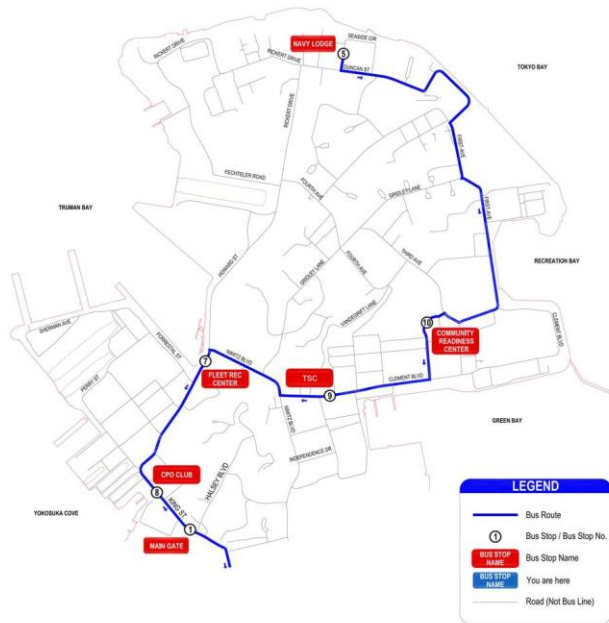 SEASIDE CIR
RICKERT DRIVE
NAVY LODGE
5
RICKERT DRIVE
DUNCAN ST
TOKYO BAY
RICKERT DRIVE
FIRST AVE
FECHTELER ROAD
FOURTH AVE
GRIDLEY LANE
FIRST AVE
TRUMAN BAY
HOWARD ST
GRIDLEY LANE
FOURTH AVE
THIRD AVE
RECREATION BAY
VANDEGRIFT LANE
SHERMAN AVE
FORRESTAL ST
10
COMMUNITY
READINESS
CENTER
CLEMENT BLVD
PERRY ST
7
NIMITZ BLVD
FLEET REC
CENTER
TSC
9
CLEMENT BLVD
NIMITZ BLVD
GREEN BAY
INDEPENDENCE DR
CPO CLUB
8
HALSEY BLVD
KING ST
YOKOSUKA COVE
1
MAIN GATE
LEGEND
Bus Route
1
Bus Stop / Bus Stop No.
BUS STOP
NAME
Bus Stop Name
BUS STOP
NAME
You are here
Road (Not Bus Line)